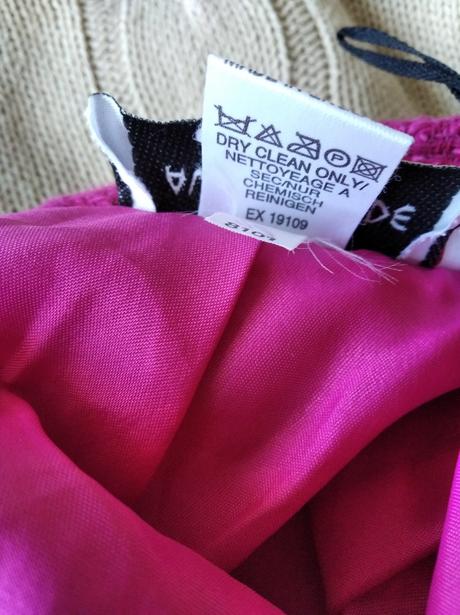 DRY CLEAN ONLY/
NETTOYEAGE A
SEC/NUR
CHEMISCH
REINIGEN
EX 19109